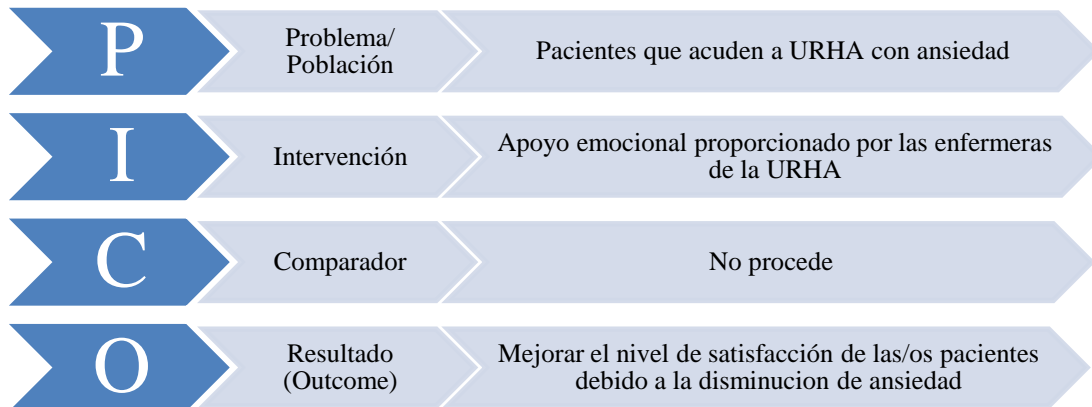 P
Problema/
Población
Pacientes que acuden a URHA con ansiedad
I
Intervención
Apoyo emocional proporcionado por las enfermeras
de la URHA
C
Comparador
No procede
O
Resultado
(Outcome)
Mejorar el nivel de satisfacción de las/os pacientes
debido a la disminucion de ansiedad